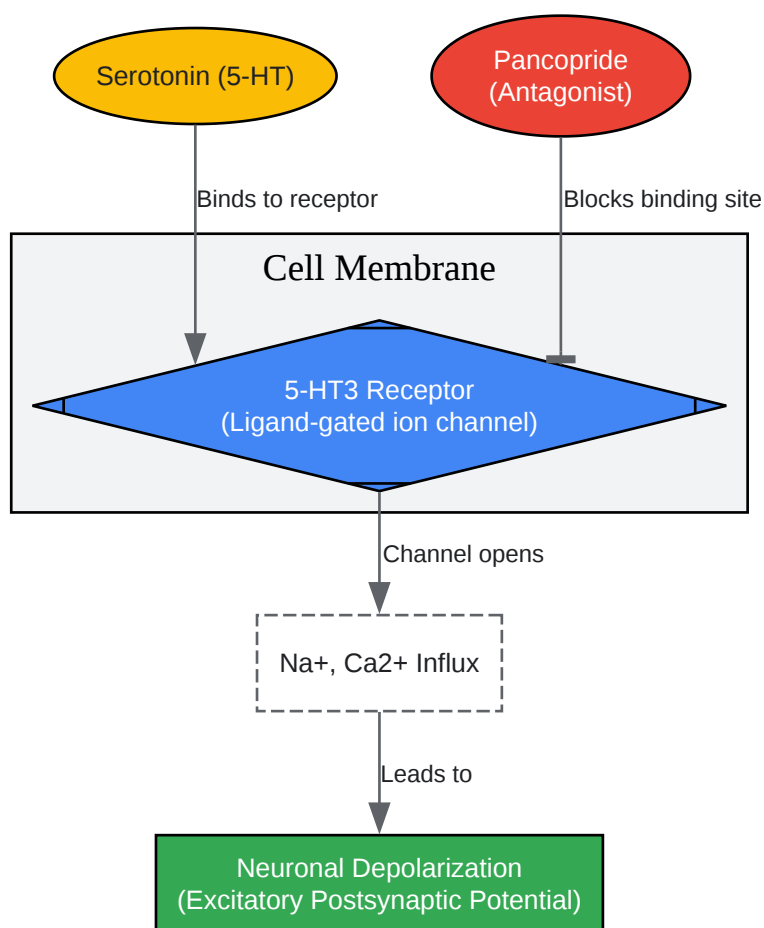 Serotonin (5-HT)
Pancopride
(Antagonist)
Binds to receptor
Blocks binding site
Cell Membrane
5-HT3 Receptor
(Ligand-gated ion channel)
Channel opens
Na+, Ca2+ Influx
Leads to
Neuronal Depolarization
(Excitatory Postsynaptic Potential)